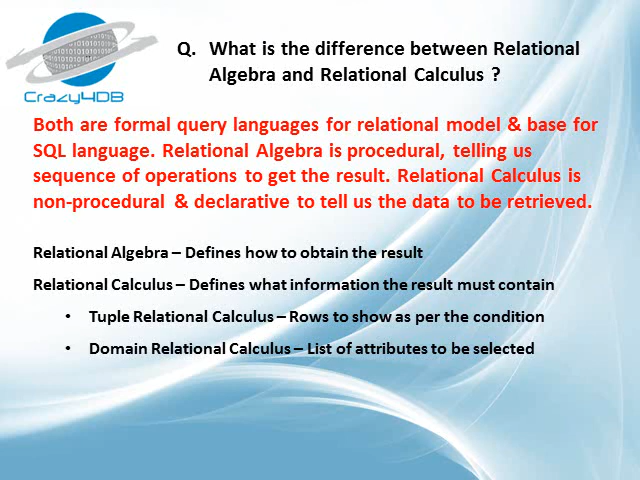 Crazy4DB
Q. What is the difference between Relational
Algebra and Relational Calculus ?
Both are formal query languages for relational model & base for
SQL language. Relational Algebra is procedural, telling us
sequence of operations to get the result. Relational Calculus is
non-procedural & declarative to tell us the data to be retrieved.
Relational Algebra – Defines how to obtain the result
Relational Calculus – Defines what information the result must contain
• Tuple Relational Calculus – Rows to show as per the condition
• Domain Relational Calculus – List of attributes to be selected